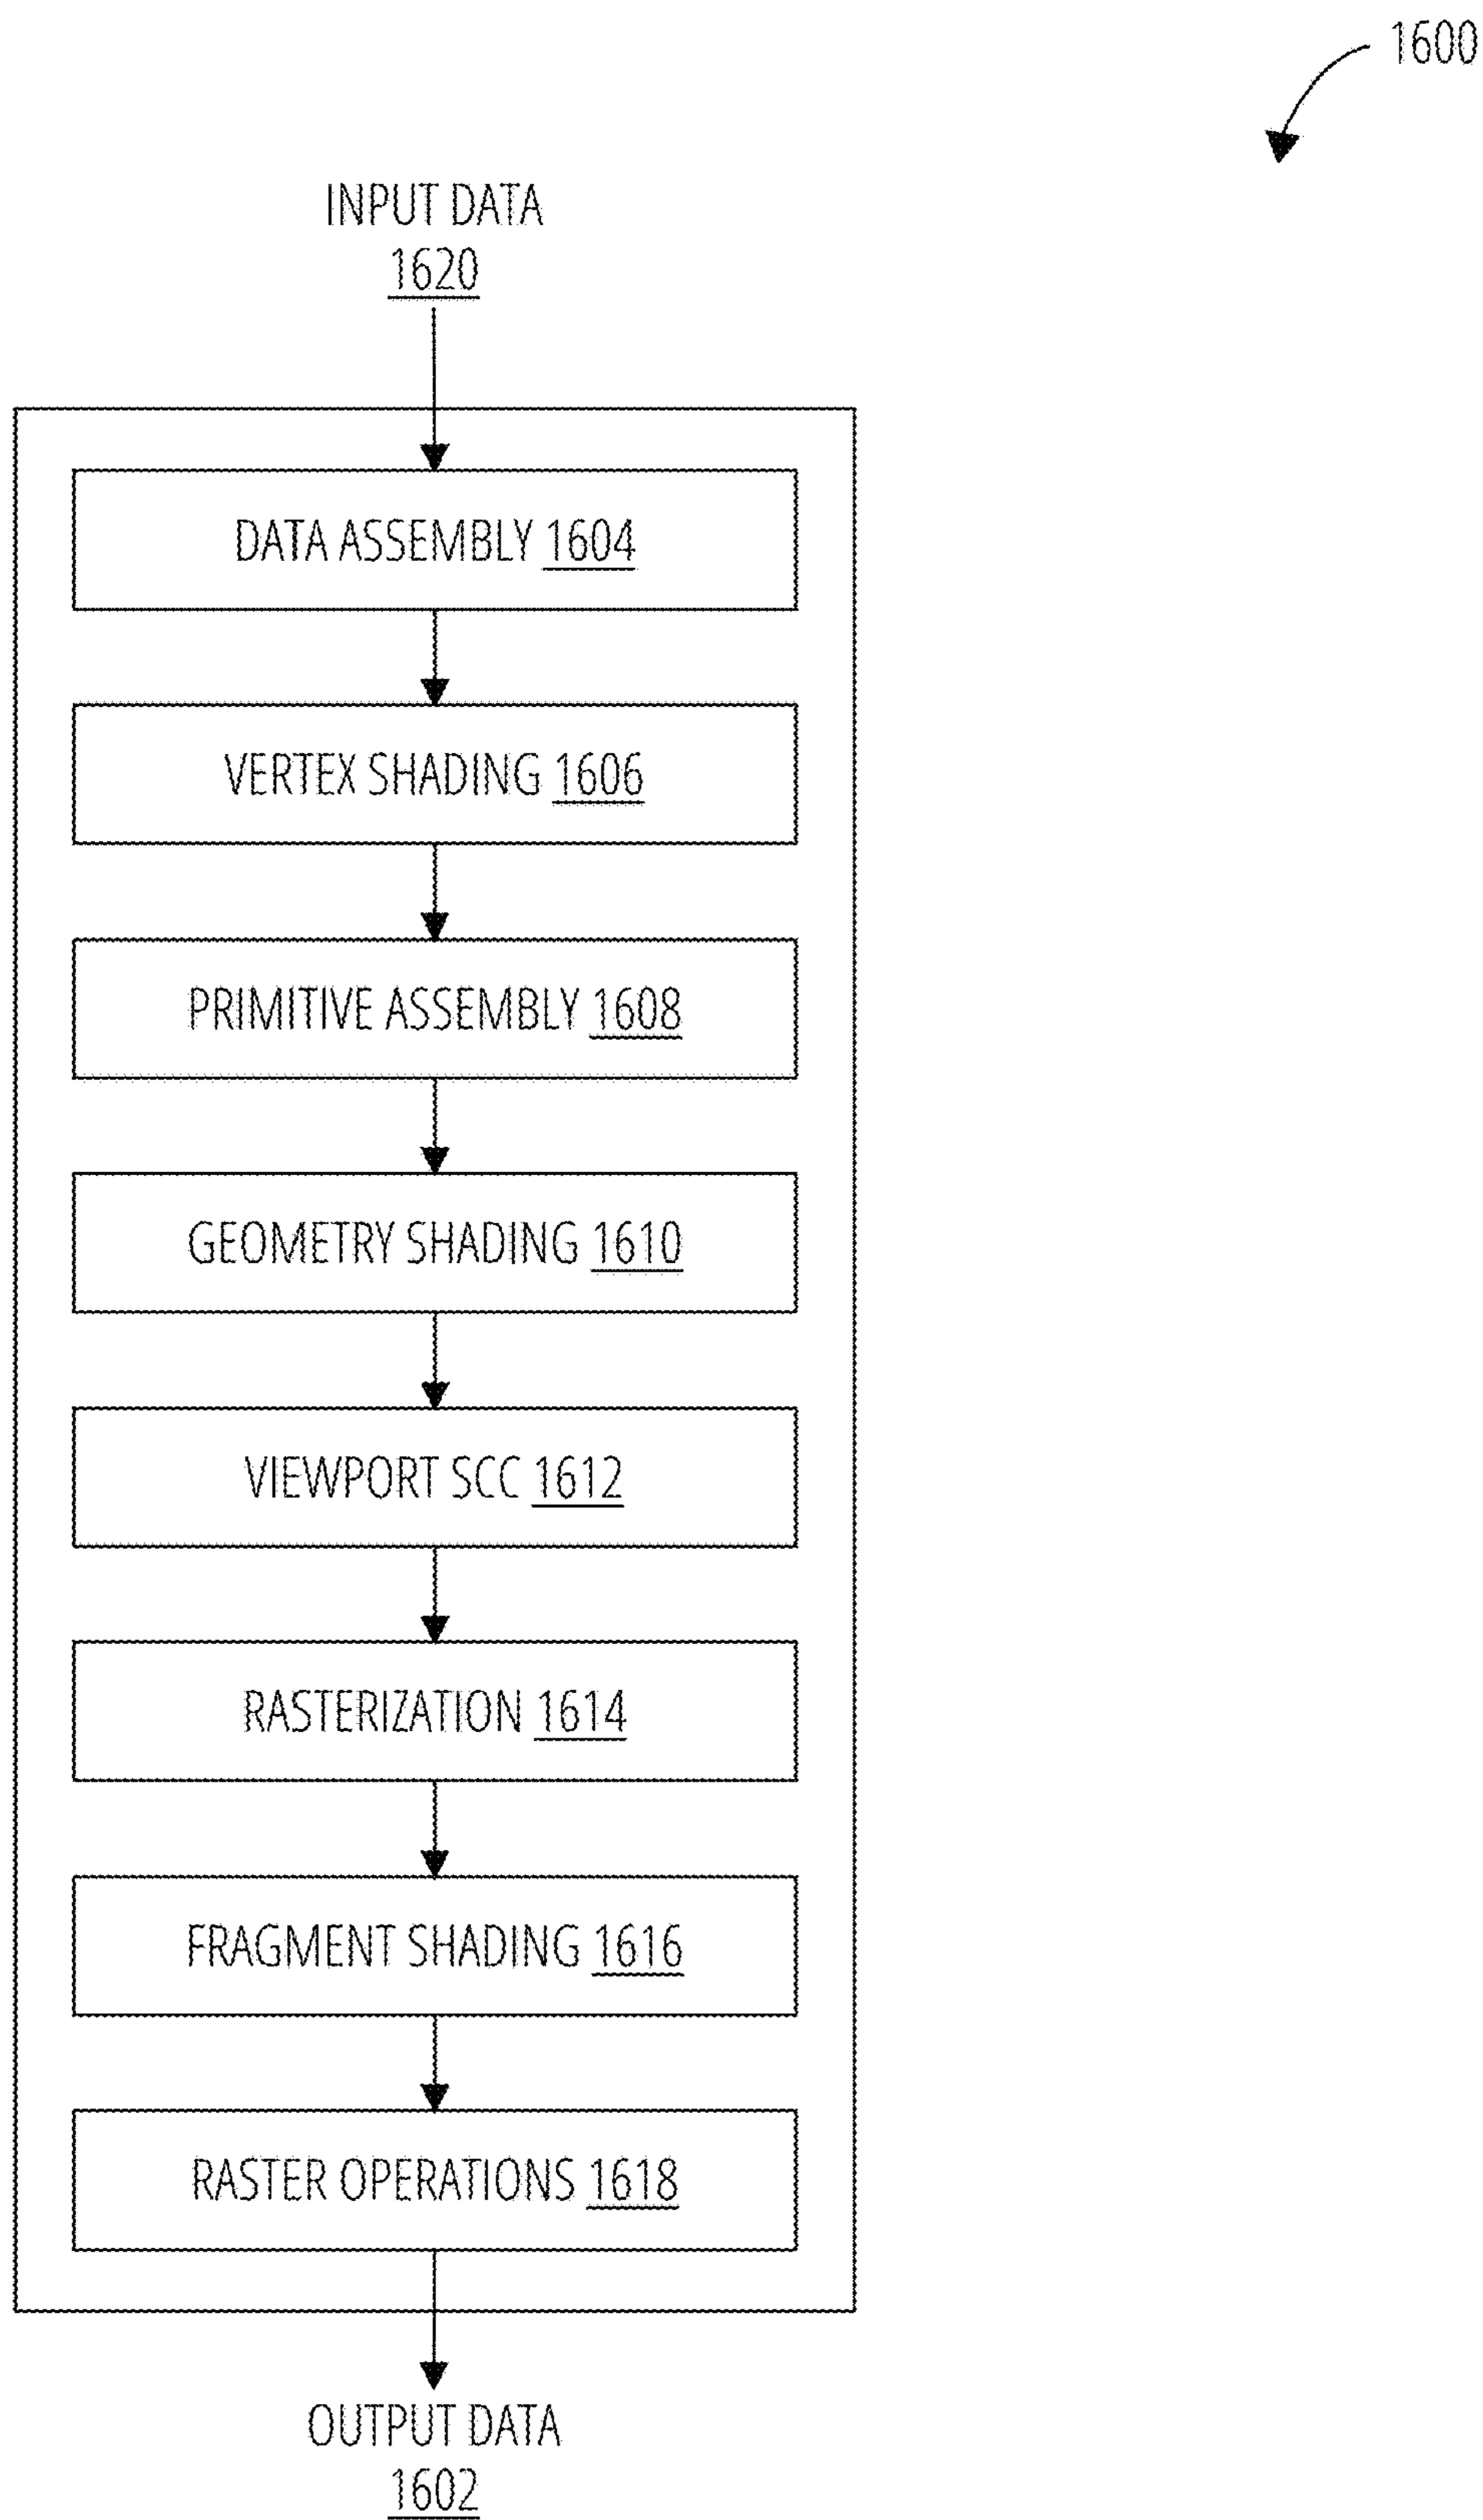 1600
INPUT DATA
1620
DATA ASSEMBLY 1604
VERTEX SHADING 1606
PRIMITIVE ASSEMBLY 1608
GEOMETRY SHADING 1610
VIEWPORT SCC 1612
RASTERIZATION 1614
FRAGMENT SHADING 1616
RASTER OPERATIONS 1618
OUTPUT DATA
1602